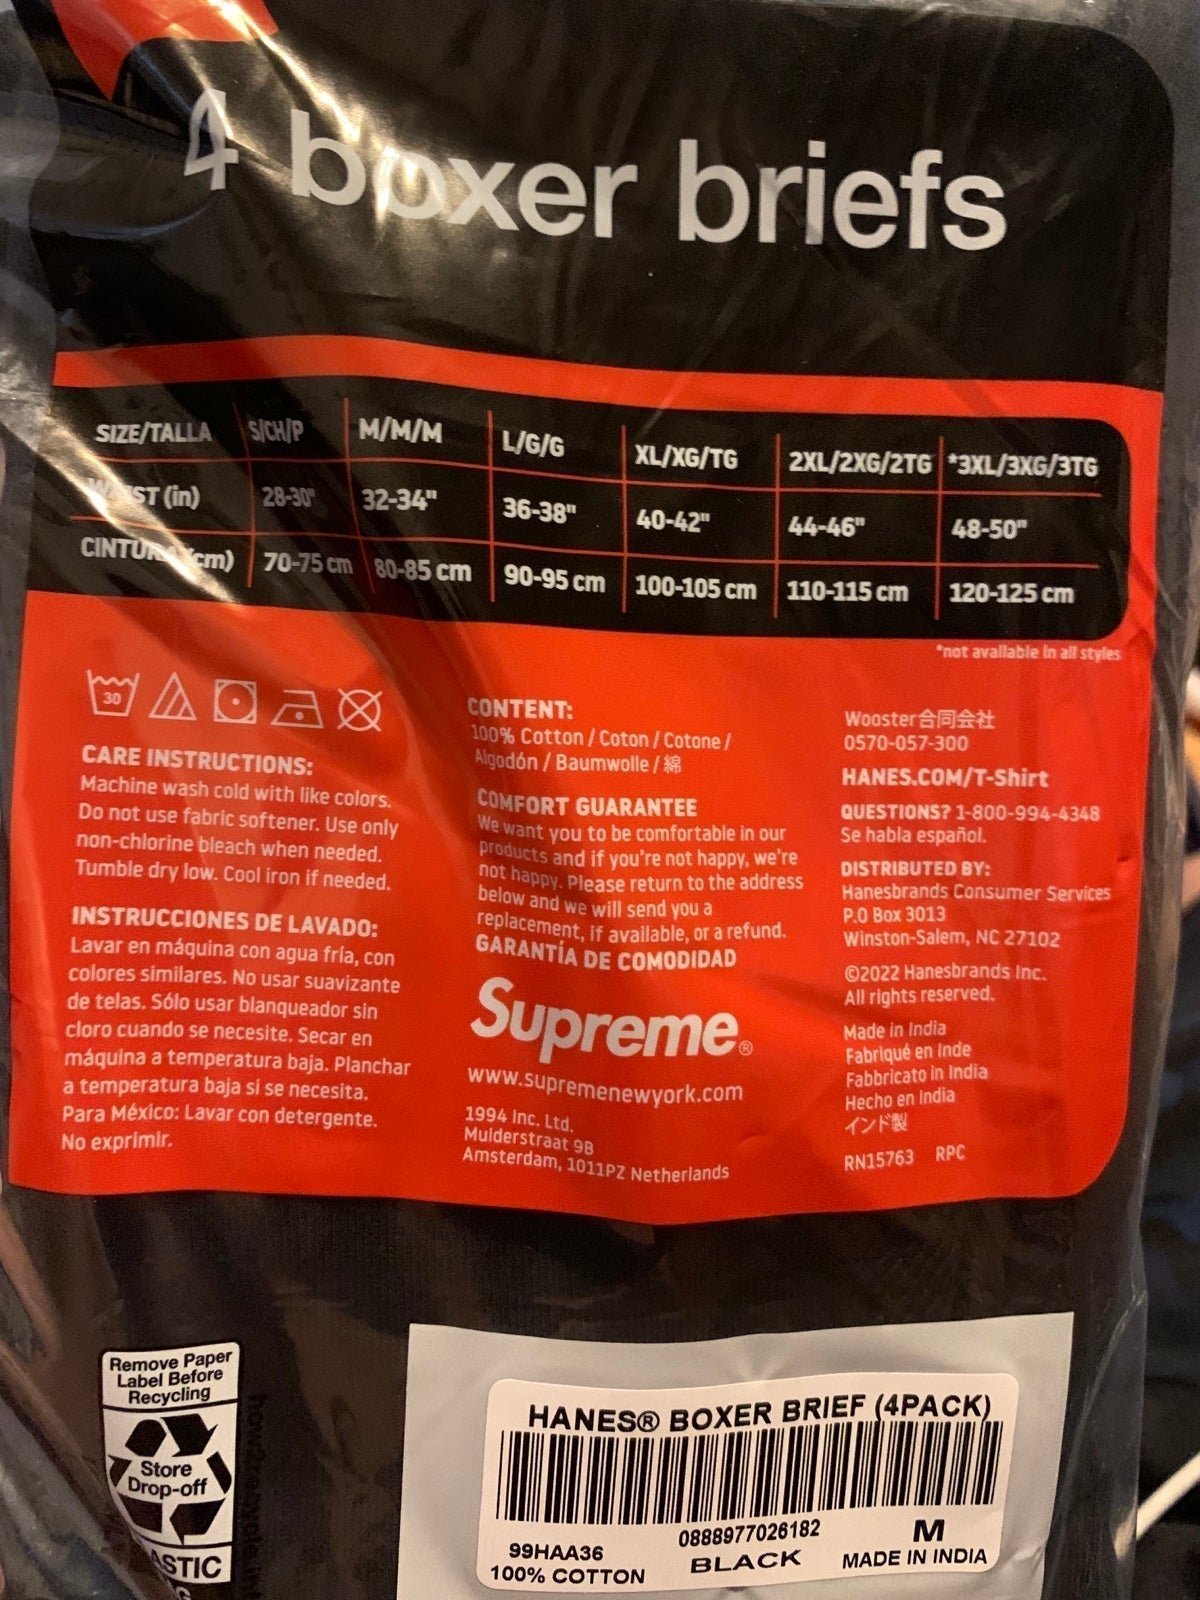 4 boxer briefs
SIZE/TALLA S/CH/P M/M/M L/G/G XL/XG/TG 2XL/2XG/2TG *3XL/3XG/3TG
(in) 28-30" 32-34" 36-38" 40-42" 44-46" 48-50"
cm) 70-75 cm 80-85 cm 90-95 cm 100-105 cm 110-115 cm 120-125 cm
*not available in all styles
30
CARE INSTRUCTIONS:
Machine wash cold with like colors.
Do not use fabric softener. Use only
non-chlorine bleach when needed.
Tumble dry low. Cool iron if needed.
INSTRUCCIONES DE LAVADO:
Lavar en máquina con agua fría, con
colores similares. No usar suavizante
de telas. Sólo usar blanqueador sin
cloro cuando se necesite. Secar en
máquina a temperatura baja. Planchar
a temperatura baja si se necesita.
Para México: Lavar con detergente.
No exprimir.
CONTENT:
100% Cotton / Coton / Cotone /
Algodón / Baumwolle / 綿
COMFORT GUARANTEE
We want you to be comfortable in our
products and if you're not happy, we're
not happy. Please return to the address
below and we will send you a
replacement, if available, or a refund.
GARANTÍA DE COMODIDAD
Supreme®
www.supremenewyork.com
1994 Inc. Ltd.
Mulderstraat 9B
Amsterdam, 1011PZ Netherlands
Wooster合同会社
0570-057-300
HANES.COM/T-Shirt
QUESTIONS? 1-800-994-4348
Se habla español.
DISTRIBUTED BY:
Hanesbrands Consumer Services
P.O Box 3013
Winston-Salem, NC 27102
©2022 Hanesbrands Inc.
All rights reserved.
Made in India
Fabriqué en Inde
Fabbricato in India
Hecho en India
インド製
RN15763 RPC
Remove Paper
Label Before
Recycling
Store
Drop-off
HANES® BOXER BRIEF (4PACK)
0888977026182
99HAA36 BLACK M
100% COTTON MADE IN INDIA